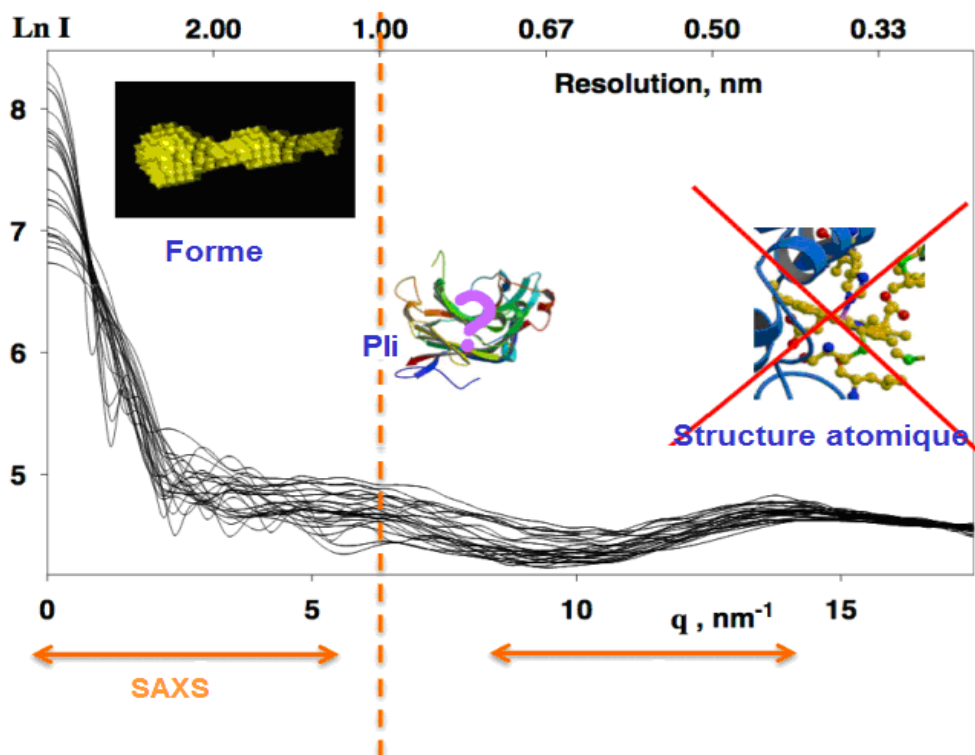 Ln I
2.00 1.00 0.67 0.50 0.33
Resolution, nm
8
Forme
7
?
Pli
6
Structure atomique
5
0 5 10 q , nm-1 15
SAXS